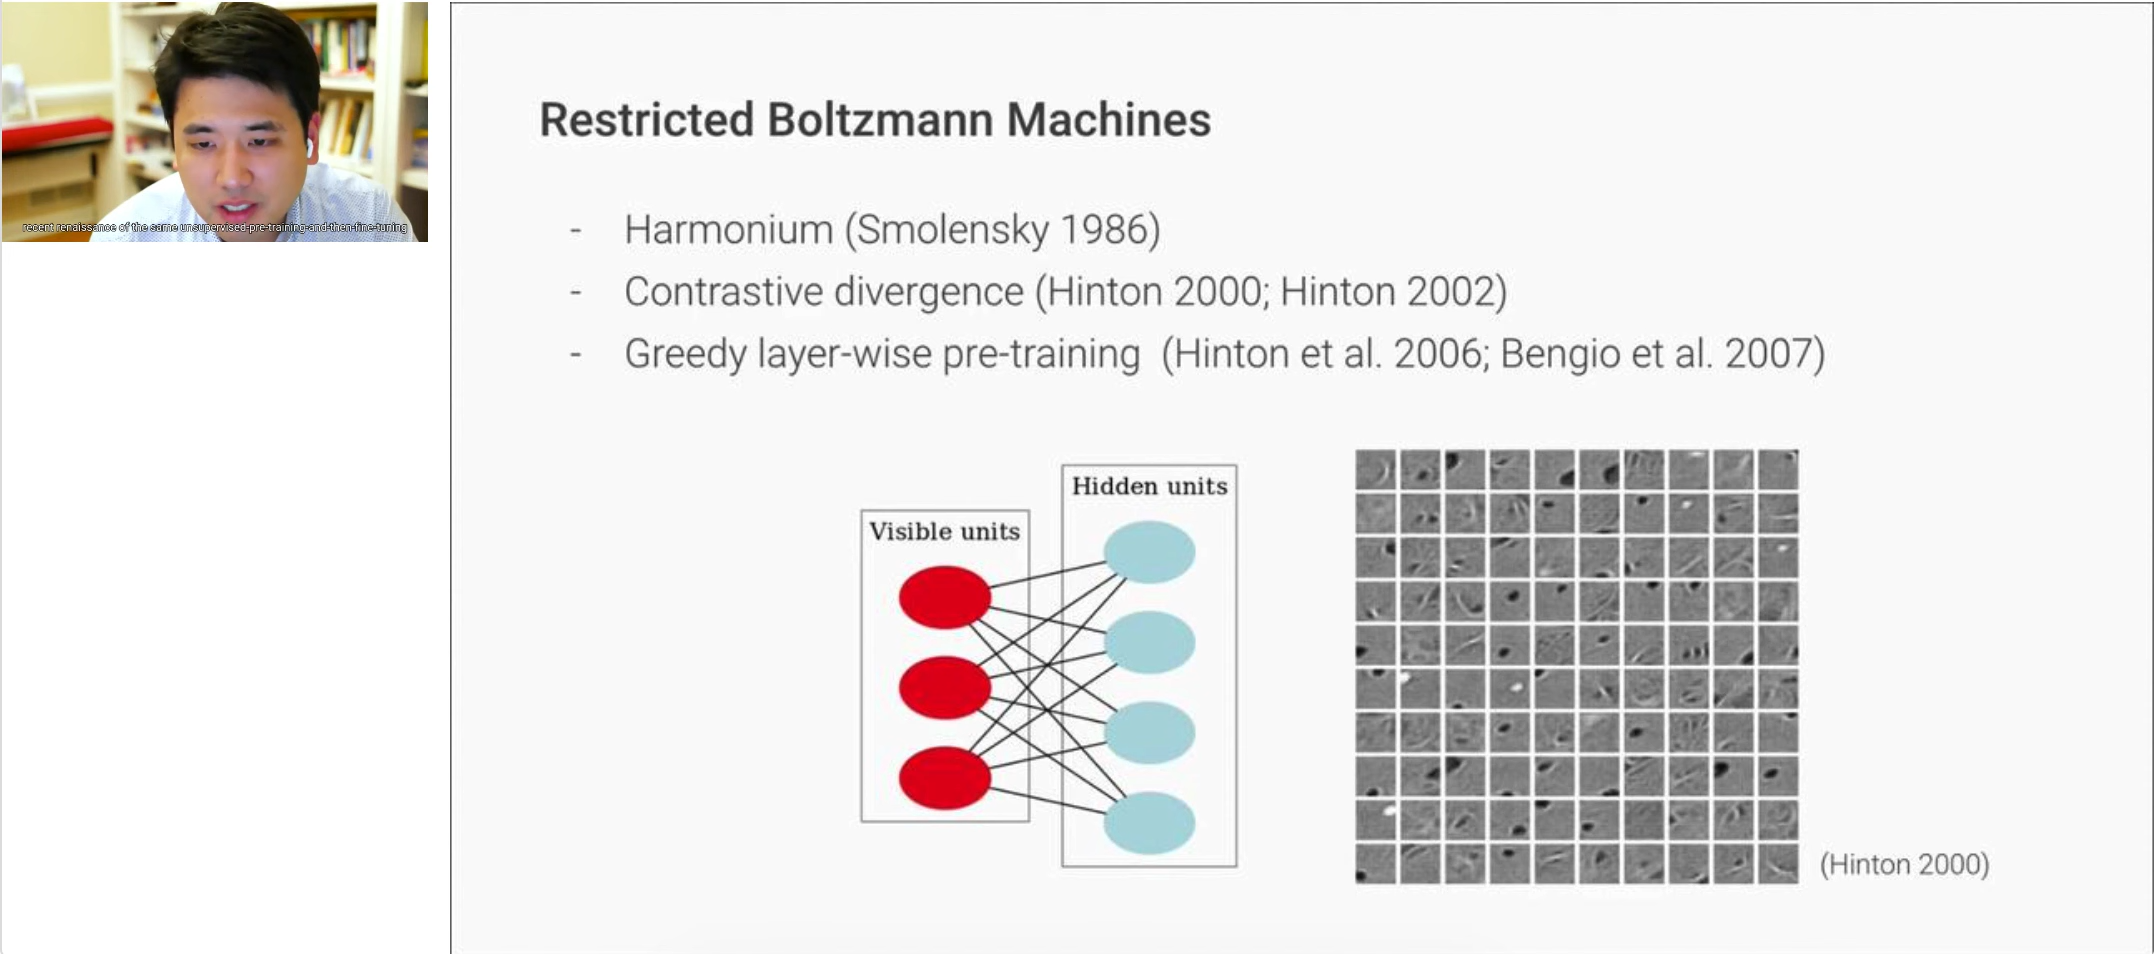 recent renaissance of the same unsupervised-pre-training-and-then-fine-tuning
Restricted Boltzmann Machines
- Harmonium (Smolensky 1986)
- Contrastive divergence (Hinton 2000; Hinton 2002)
- Greedy layer-wise pre-training (Hinton et al. 2006; Bengio et al. 2007)
Hidden units
Visible units
(Hinton 2000)